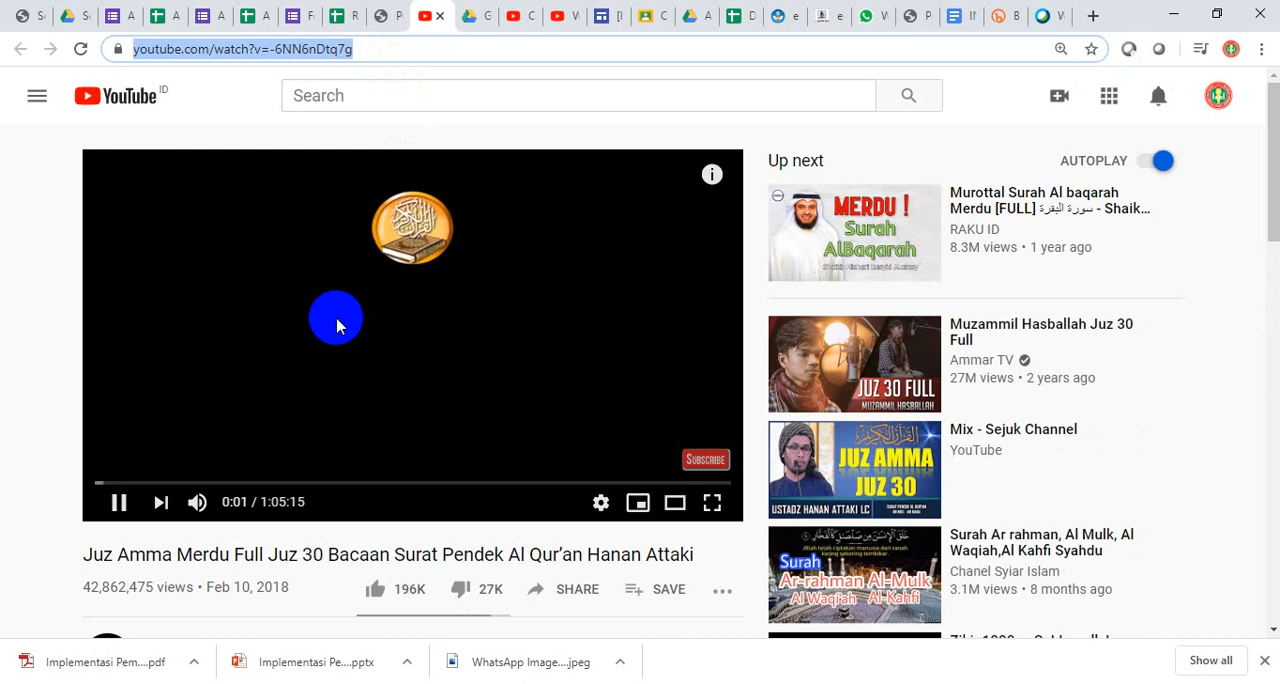 S
S
A
A
A
A
F
R
P
G
C
W
[
C
A
D
e
e
W
P
I
B
W
youtube.com/watch?v=-6NN6nDtq7g
YouTube ID
Search
i
SUBSCRIBE
0:01 / 1:05:15
Juz Amma Merdu Full Juz 30 Bacaan Surat Pendek Al Qur'an Hanan Attaki
42,862,475 views • Feb 10, 2018
196K
27K
SHARE
SAVE
Up next
AUTOPLAY
MERDU !
Surah
AlBaqarah
Murottal Surah Al baqarah
Merdu [FULL] سورة البقرة - Shaik...
RAKU ID
8.3M views • 1 year ago
JUZ 30 FULL
MUZAMMIL HASBALLAH
Muzammil Hasballah Juz 30
Full
Ammar TV
27M views • 2 years ago
JUZ AMMA
JUZ 30
USTADZ HANAN ATTAKI LC
Mix - Sejuk Channel
YouTube
Surah
Ar-rahman Al-Mulk
Al Waqi'ah Al-Kahfi
Surah Ar rahman, Al Mulk, Al
Waqiah,Al Kahfi Syahdu
Chanel Syiar Islam
3.1M views • 8 months ago
Implementasi Pem....pdf
Implementasi Pe....pptx
WhatsApp Image....jpeg
Show all